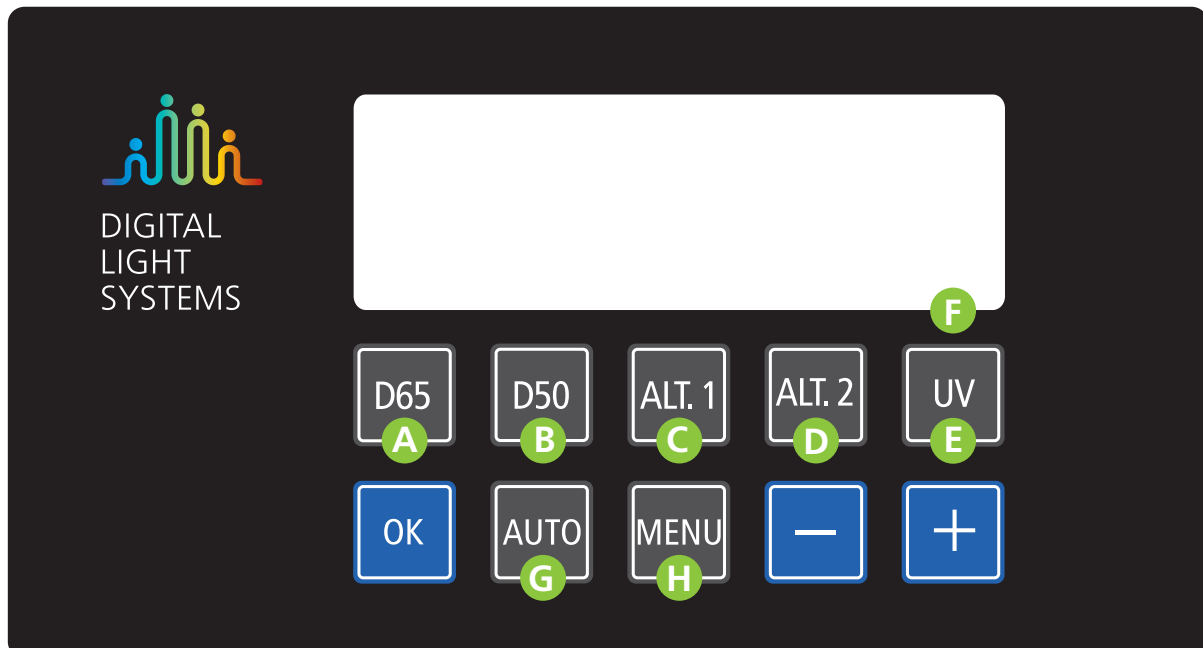 DIGITAL
LIGHT
SYSTEMS
F
D65 D50 ALT. 1 ALT. 2 UV
A B C D E
OK AUTO MENU − +
G H